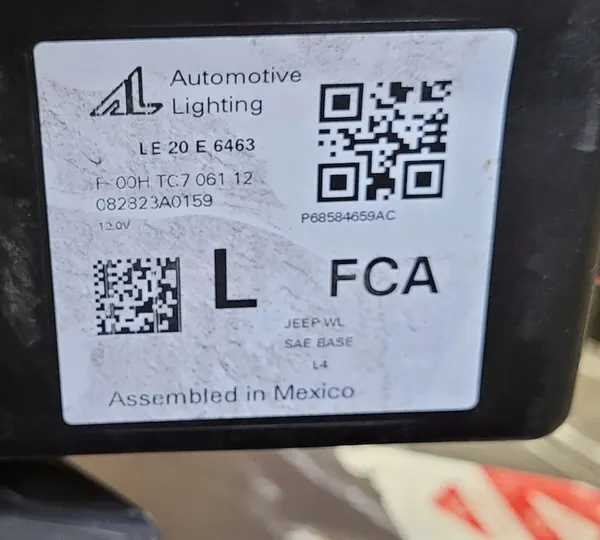 Automotive
Lighting
LE 20 E 6463
F 00H TC7 061 12
082823A0159
12.0V
P68584659AC
L
FCA
JEEP WL
SAE BASE
L4
Assembled in Mexico